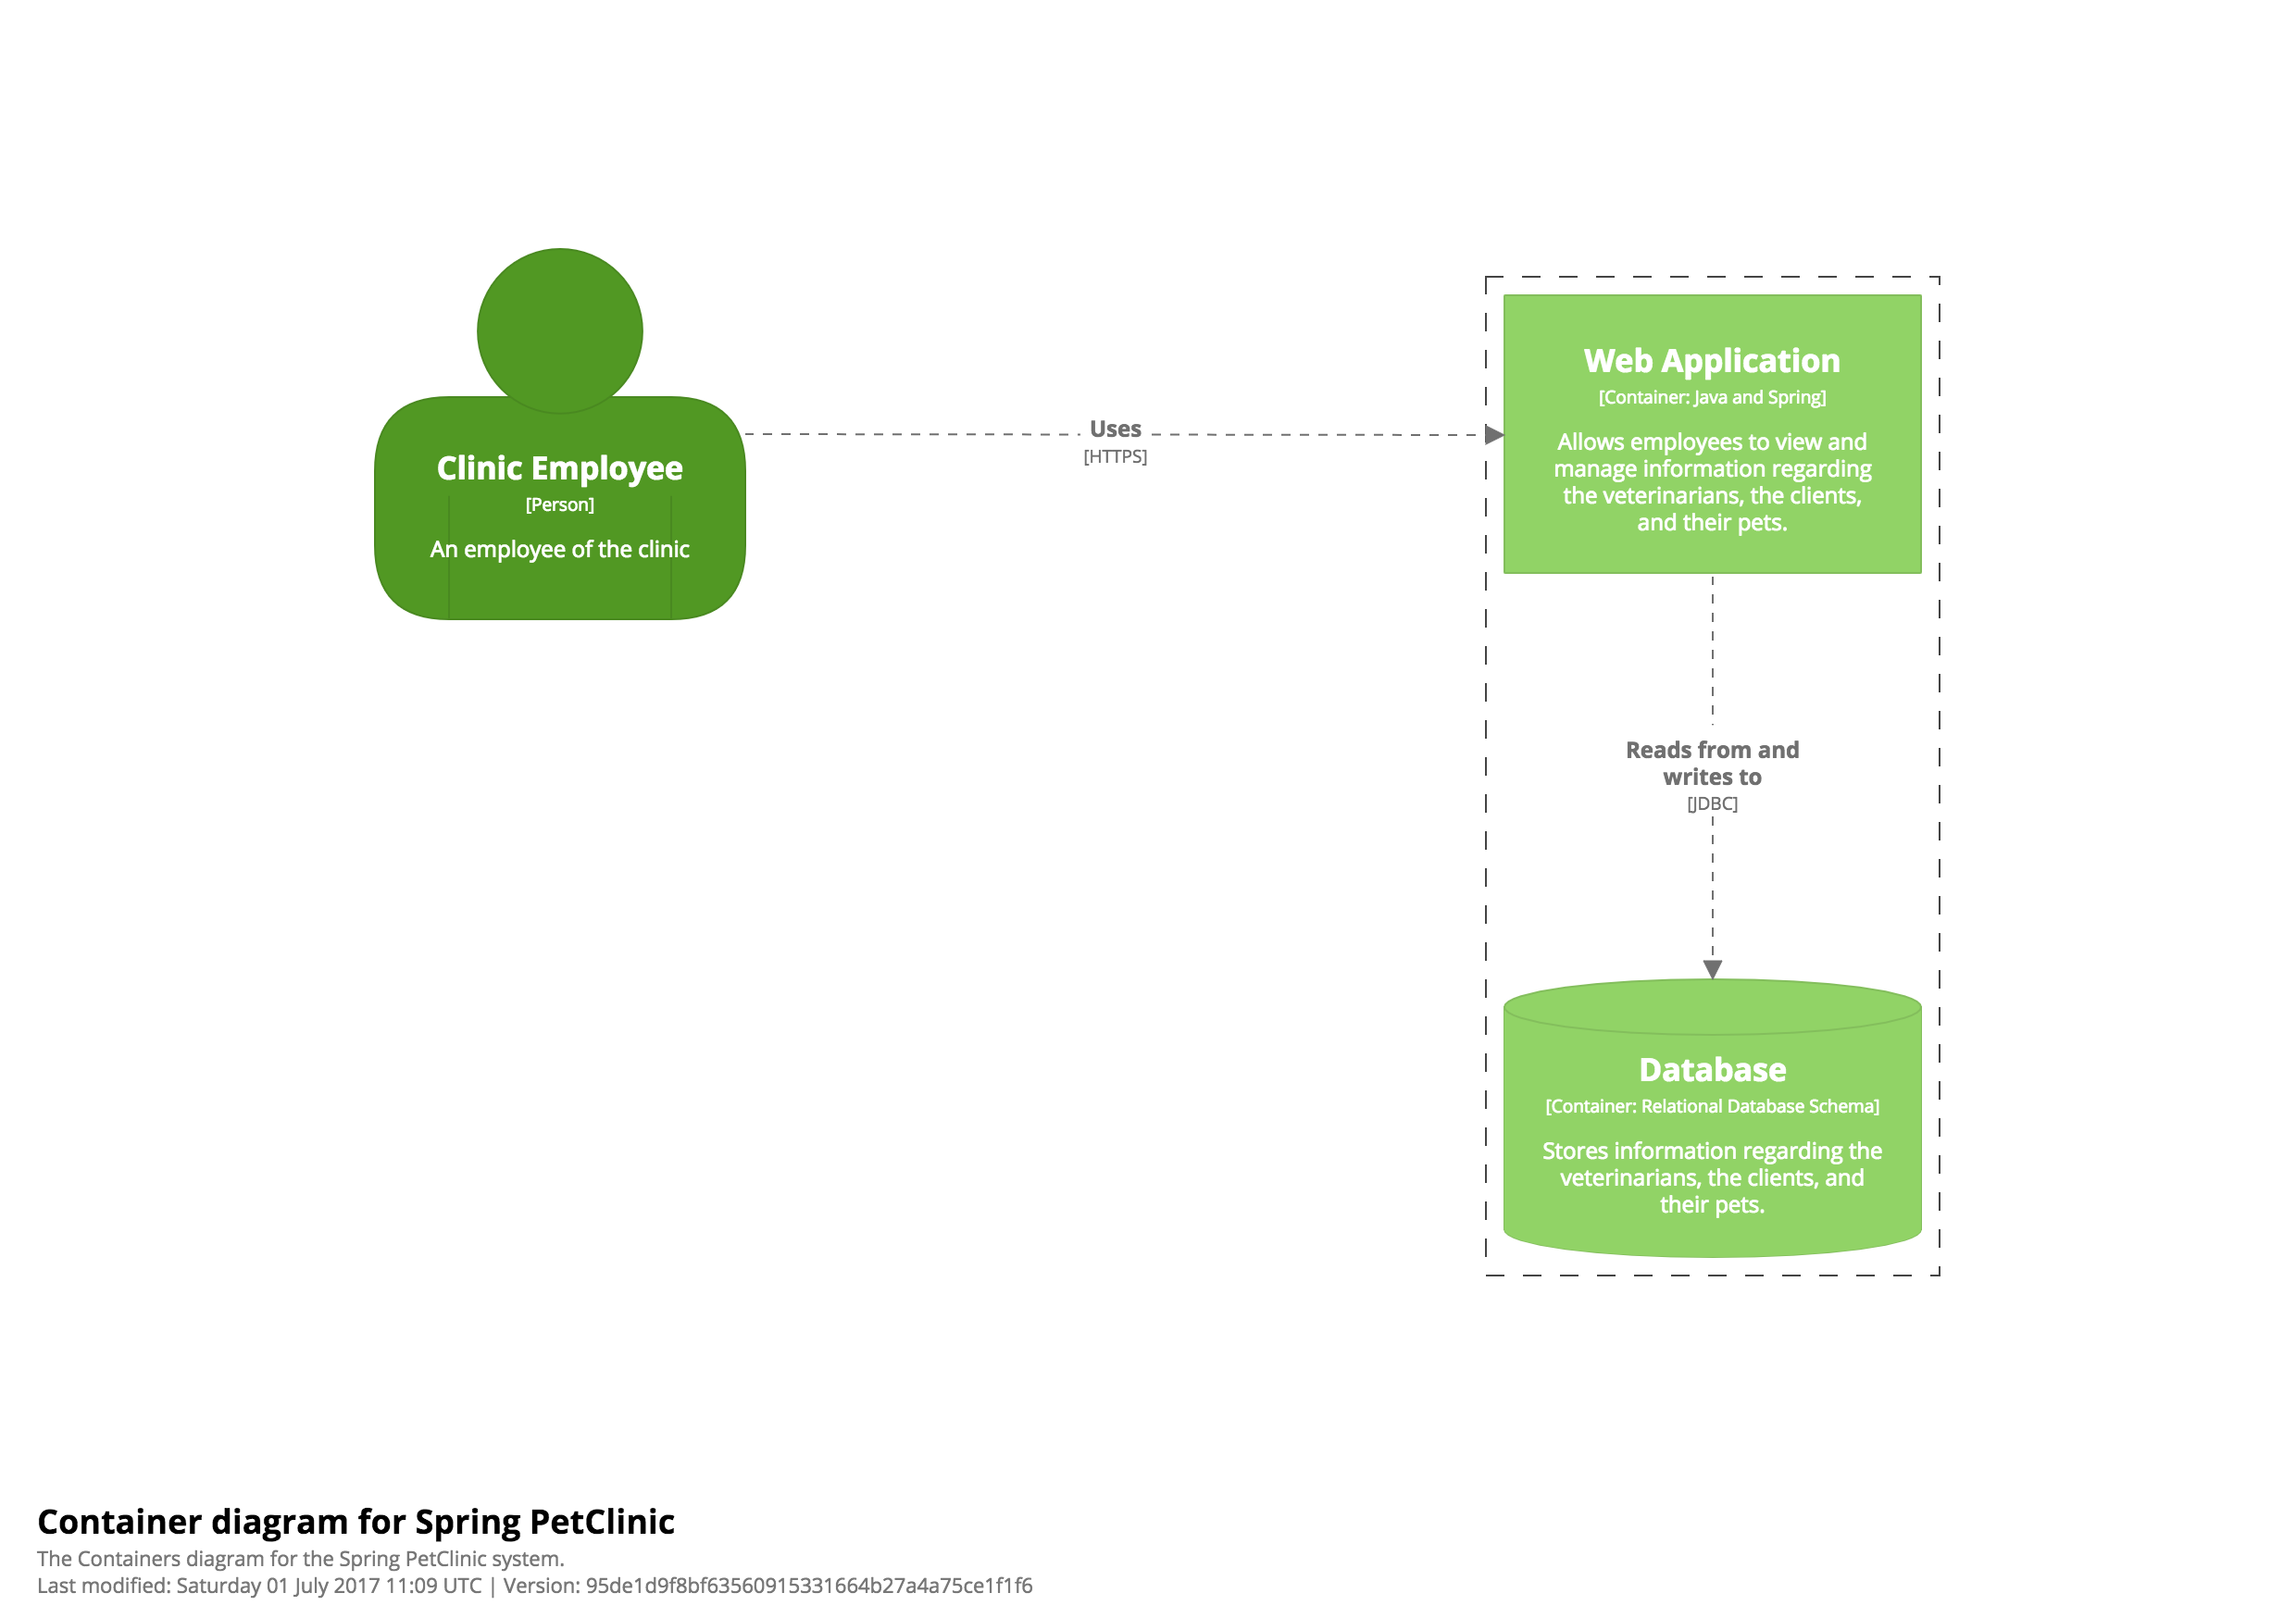 Clinic Employee
[Person]
An employee of the clinic
Uses
[HTTPS]
Web Application
[Container: Java and Spring]
Allows employees to view and
manage information regarding
the veterinarians, the clients,
and their pets.
Reads from and
writes to
[JDBC]
Database
[Container: Relational Database Schema]
Stores information regarding the
veterinarians, the clients, and
their pets.
Container diagram for Spring PetClinic
The Containers diagram for the Spring PetClinic system.
Last modified: Saturday 01 July 2017 11:09 UTC | Version: 95de1d9f8bf63560915331664b27a4a75ce1f1f6